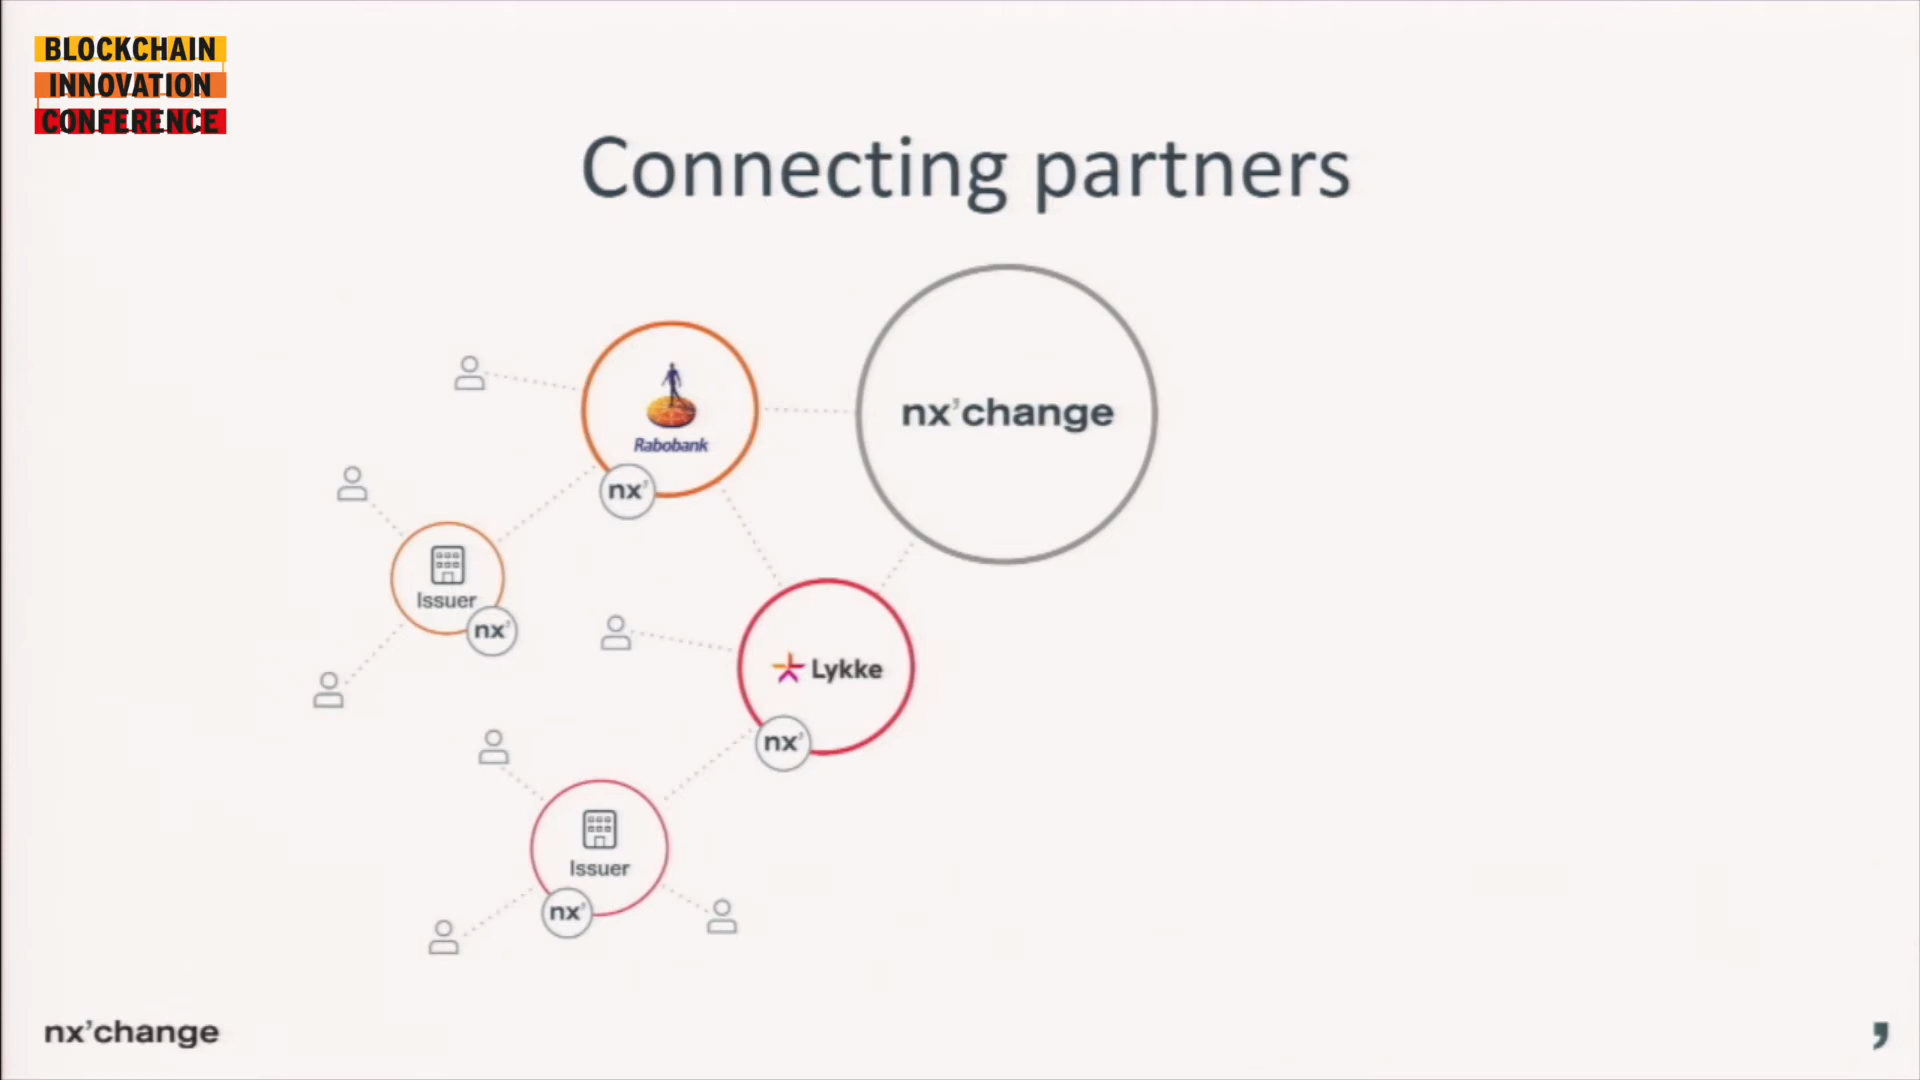 BLOCKCHAIN
INNOVATION
CONFERENCE
Connecting partners
Rabobank
nx'
nx'change
Issuer
nx'
Lykke
nx'
Issuer
nx'
nx'change